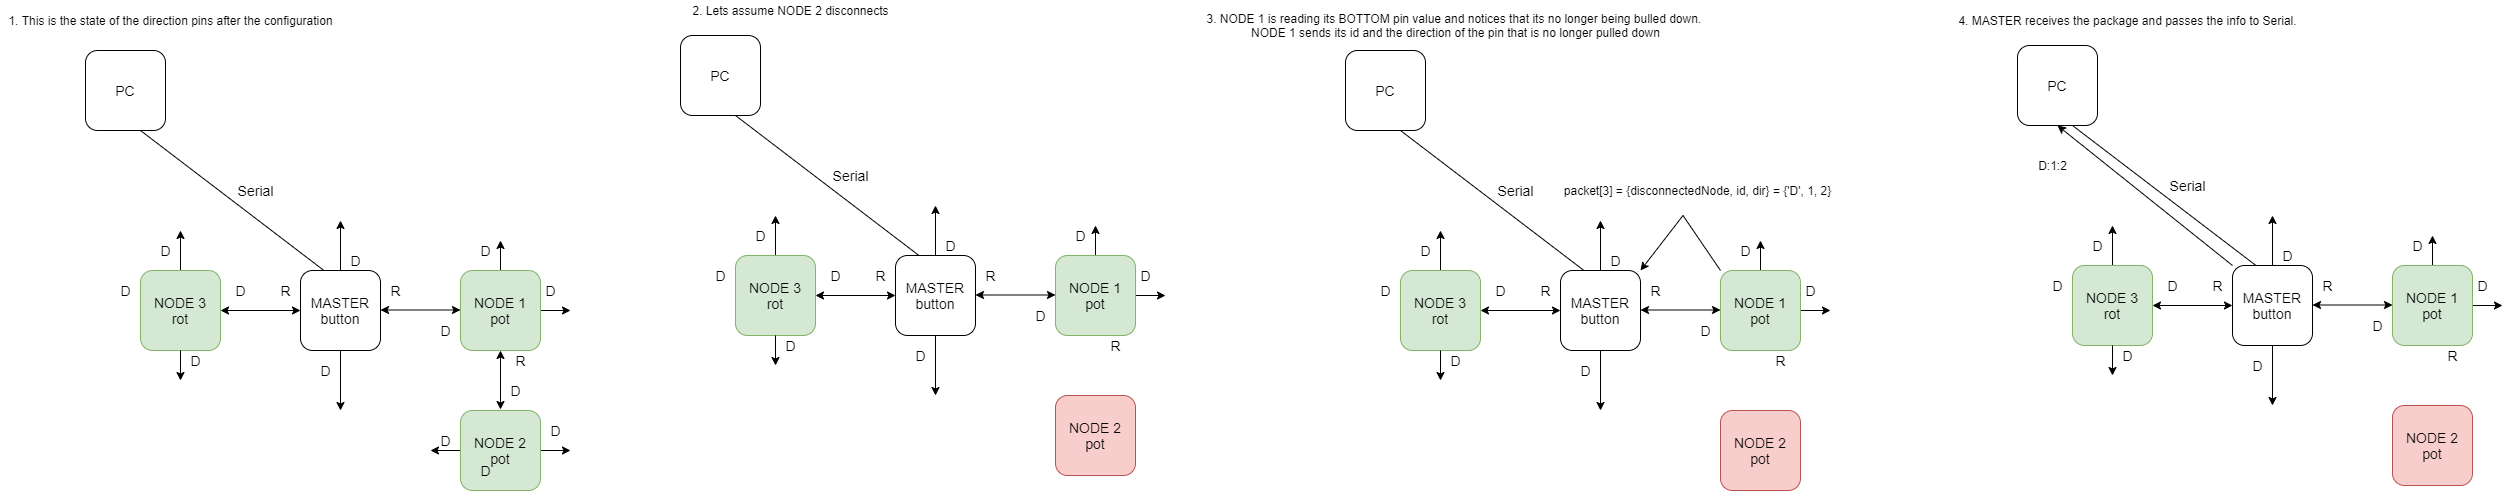 1. This is the state of the direction pins after the configuration
PC
Serial
D
D
D
D
R
R
D
D
NODE 3
rot
MASTER
button
NODE 1
pot
D
D
D
R
D
D
D
NODE 2
pot
D
2. Lets assume NODE 2 disconnects
PC
Serial
D
D
D
D
D
R
R
D
NODE 3
rot
MASTER
button
NODE 1
pot
D
D
D
R
NODE 2
pot
3. NODE 1 is reading its BOTTOM pin value and notices that its no longer being bulled down.
NODE 1 sends its id and the direction of the pin that is no longer pulled down
PC
Serial
packet[3] = {disconnectedNode, id, dir} = {'D', 1, 2}
D
D
D
D
D
R
R
D
NODE 3
rot
MASTER
button
NODE 1
pot
D
D
D
R
NODE 2
pot
4. MASTER receives the package and passes the info to Serial.
PC
D:1:2
Serial
D
D
D
D
D
R
R
D
NODE 3
rot
MASTER
button
NODE 1
pot
D
D
D
R
NODE 2
pot